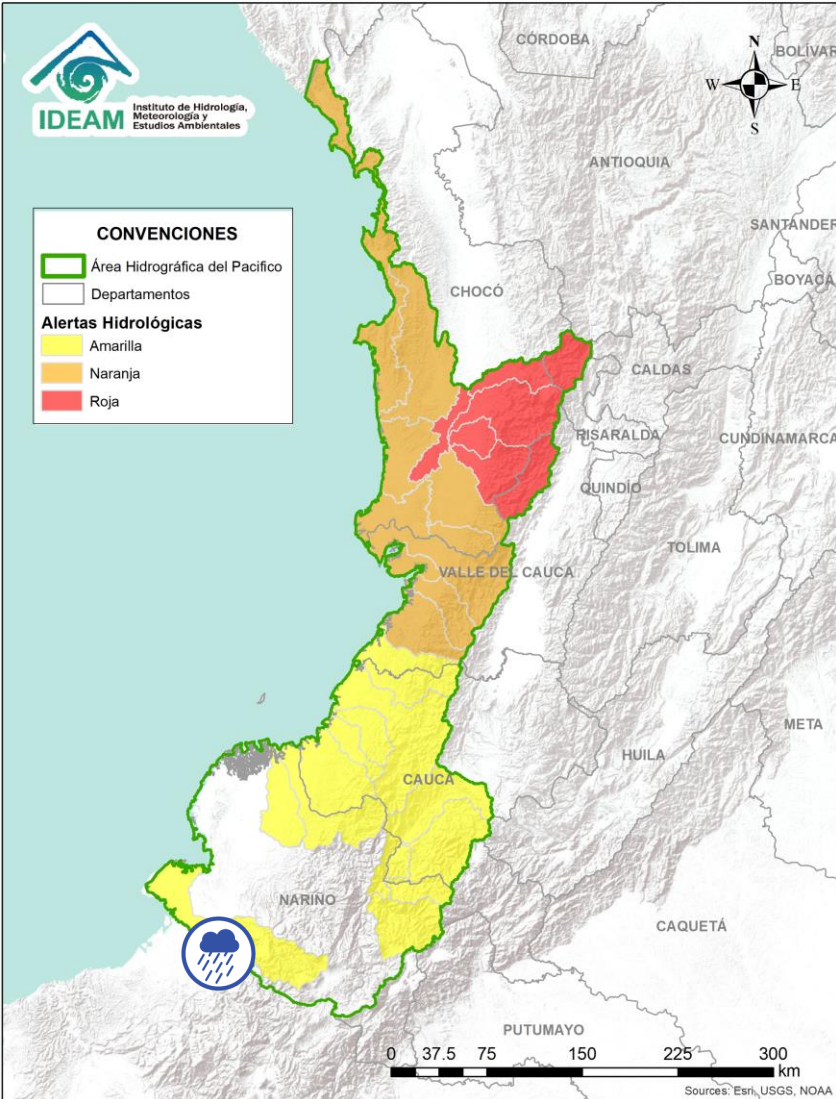 IDEAM
Instituto de Hidrología,
Meteorología y
Estudios Ambientales
CONVENCIONES
Área Hidrográfica del Pacifico
Departamentos
Alertas Hidrológicas
Amarilla
Naranja
Roja
N
W E
S
CÓRDOBA
BOLÍVAR
ANTIOQUIA
SANTANDER
BOYACÁ
CHOCÓ
CALDAS
RISARALDA
CUNDINAMARCA
QUINDÍO
TOLIMA
VALLE DEL CAUCA
META
HUILA
CAUCA
NARIÑO
CAQUETÁ
PUTUMAYO
0 37.5 75 150 225 300
km
Sources: Esri, USGS, NOAA